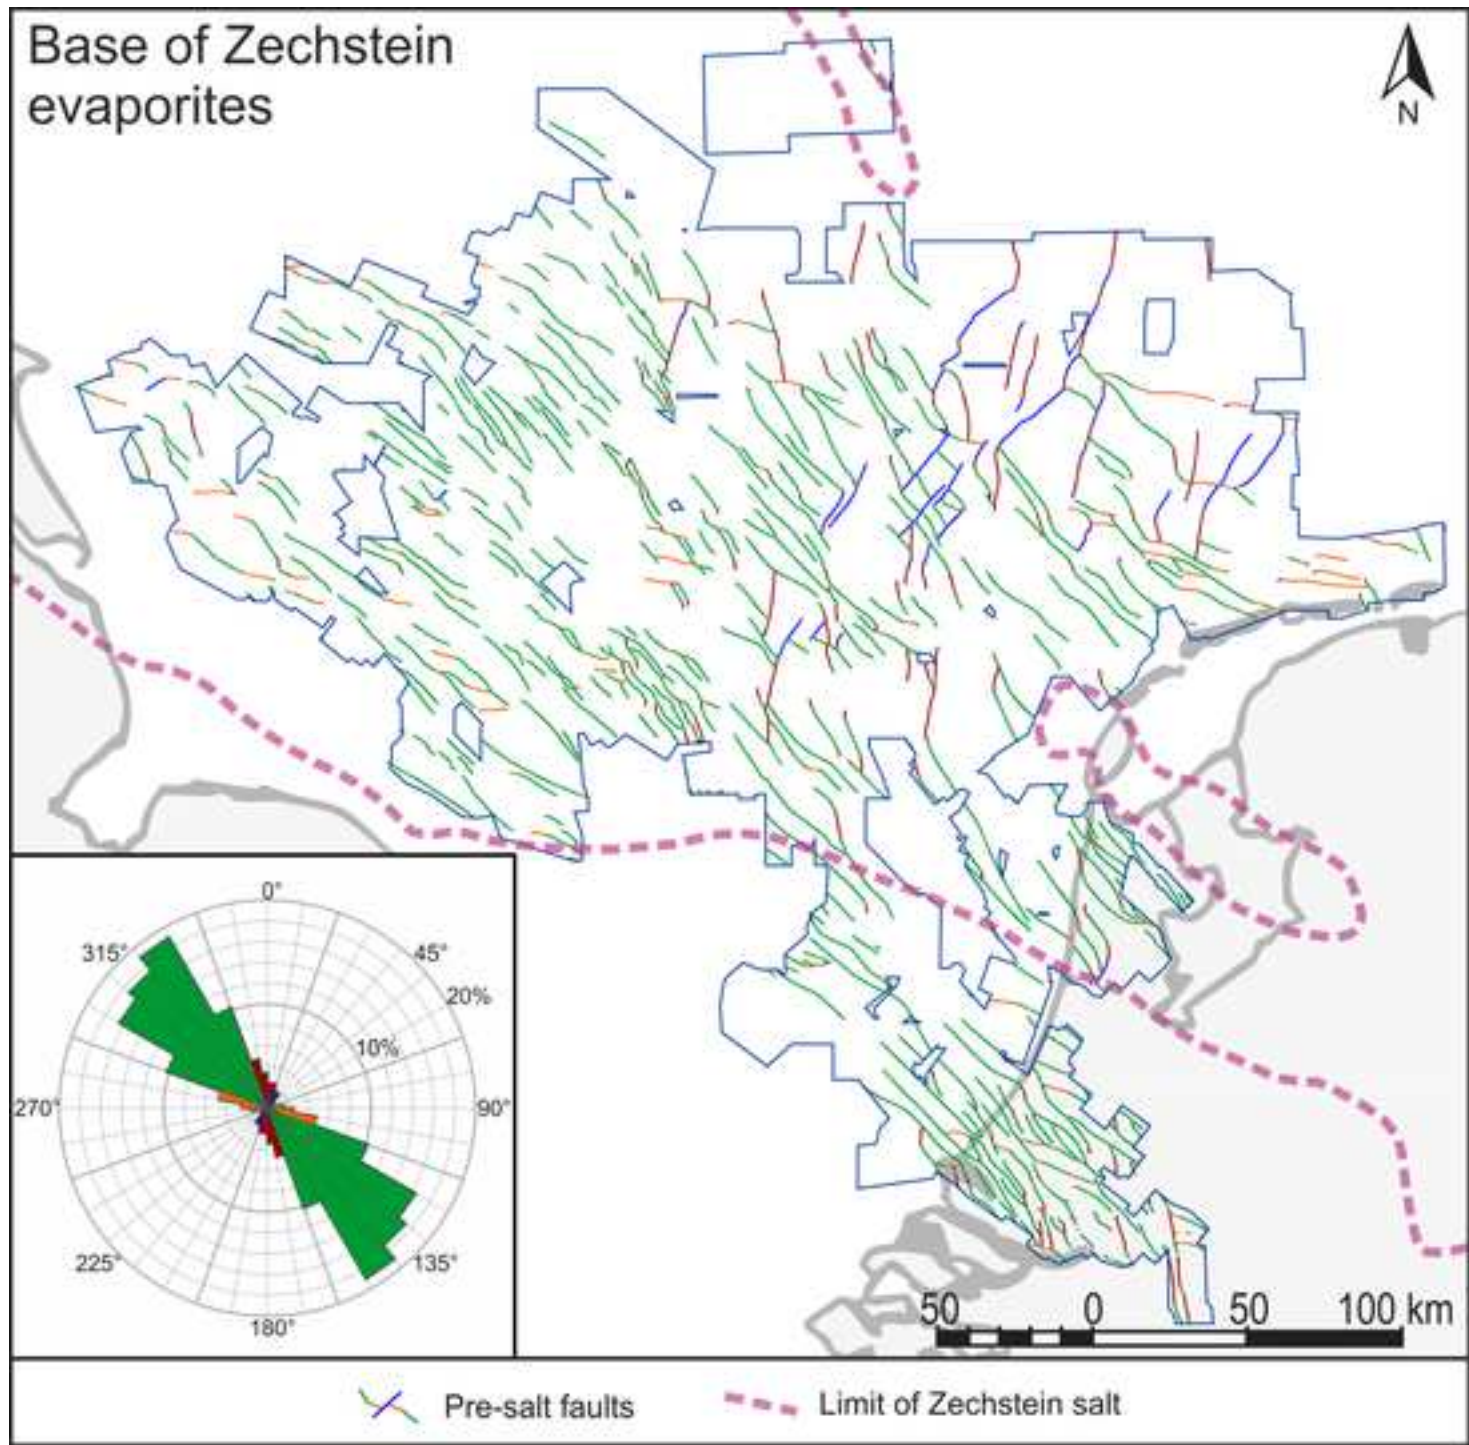 Base of Zechstein
evaporites
N
0°
315°
45°
20%
10%
270°
90°
225°
135°
180°
50 0 50 100 km
Pre-salt faults
Limit of Zechstein salt